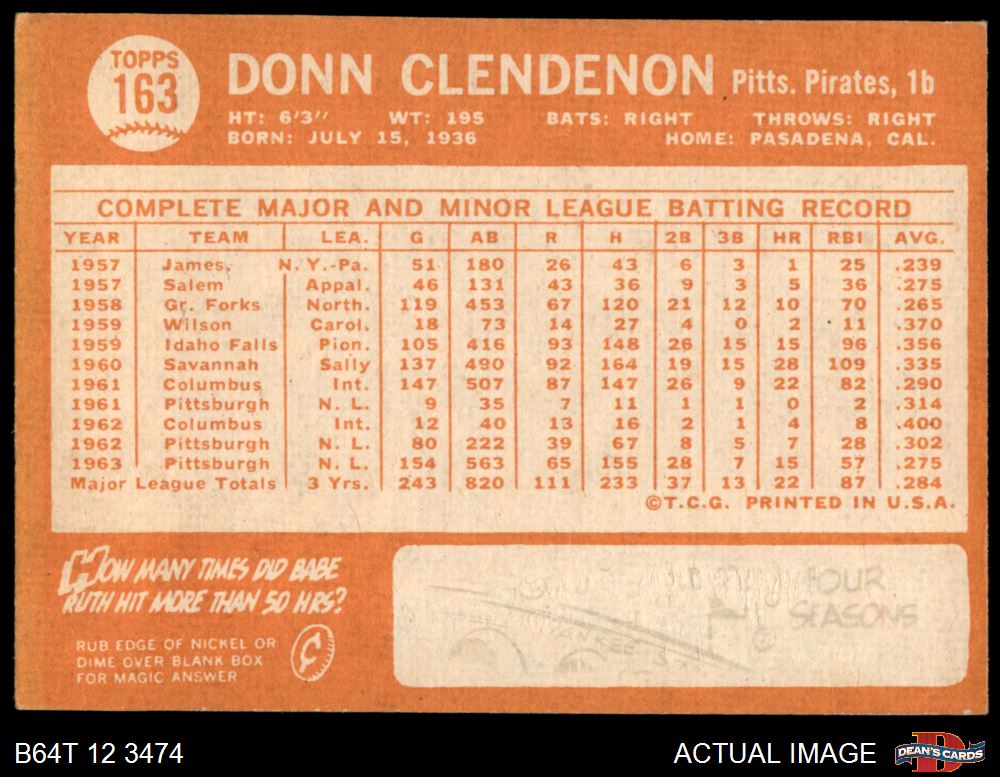 TOPPS
163
DONN CLENDENON Pitts. Pirates, 1b
HT: 6'3" WT: 195 BATS: RIGHT THROWS: RIGHT
BORN: JULY 15, 1936 HOME: PASADENA, CAL.
COMPLETE MAJOR AND MINOR LEAGUE BATTING RECORD
YEAR TEAM LEA. G AB R H 2B 3B HR RBI AVG.
1957 James. N.Y.-Pa. 51 180 26 43 6 3 1 25 .239
1957 Salem Appal. 46 131 43 36 9 3 5 36 .275
1958 Gr. Forks North. 119 453 67 120 21 12 10 70 .265
1959 Wilson Carol. 18 73 14 27 4 0 2 11 .370
1959 Idaho Falls Pion. 105 416 93 148 26 15 15 96 .356
1960 Savannah Sally 137 490 92 164 19 15 28 109 .335
1961 Columbus Int. 147 507 87 147 26 9 22 82 .290
1961 Pittsburgh N. L. 9 35 7 11 1 1 0 2 .314
1962 Columbus Int. 12 40 13 16 2 1 4 8 .400
1962 Pittsburgh N. L. 80 222 39 67 8 5 7 28 .302
1963 Pittsburgh N. L. 154 563 65 155 28 7 15 57 .275
Major League Totals 3 Yrs. 243 820 111 233 37 13 22 87 .284
©T.C.G. PRINTED IN U.S.A.
HOW MANY TIMES DID BABE
RUTH HIT MORE THAN 50 HRS?
RUB EDGE OF NICKEL OR
DIME OVER BLANK BOX
FOR MAGIC ANSWER
FOUR
SEASONS
YANKEES
B64T 12 3474
ACTUAL IMAGE
DEAN'S CARDS